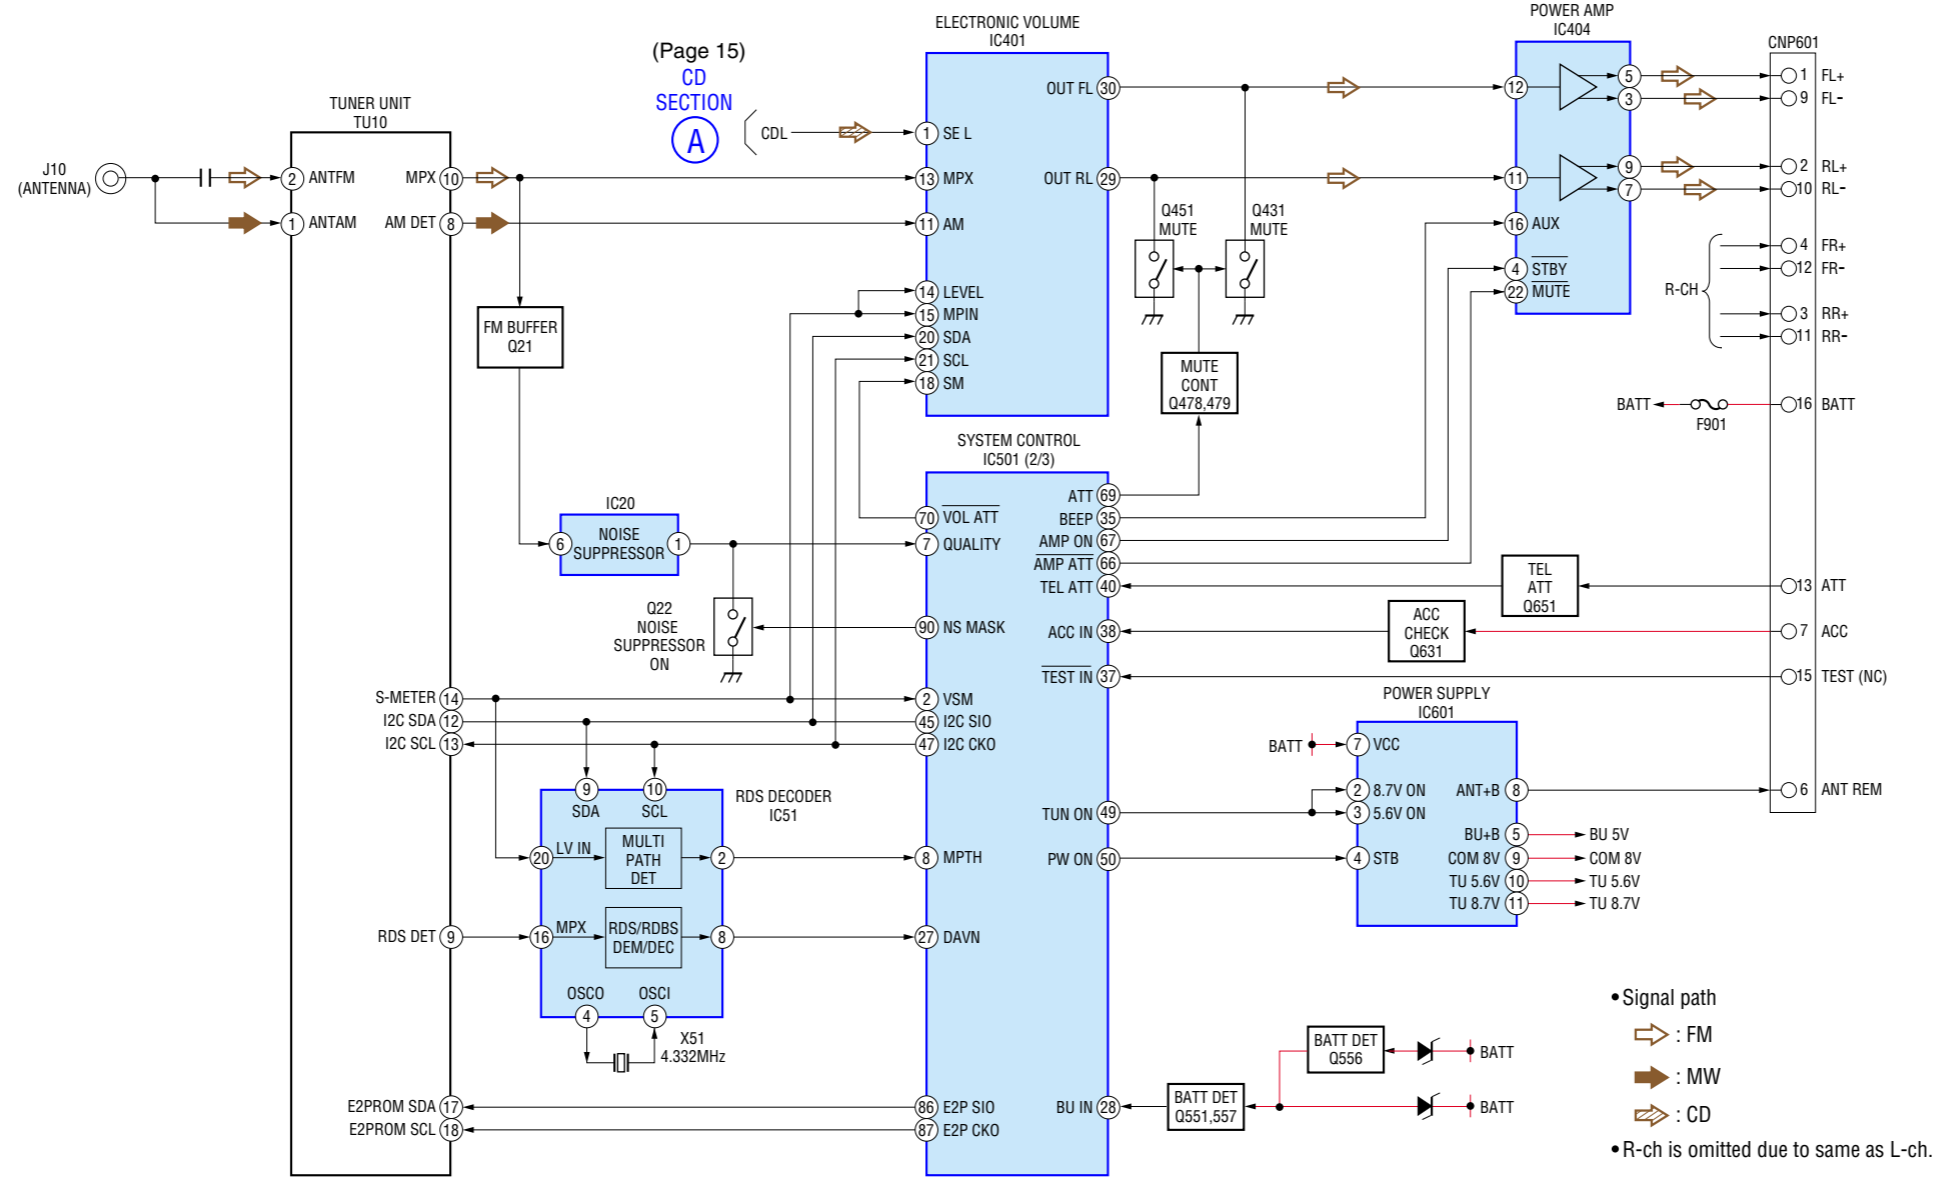 POWER AMP
IC404
ELECTRONIC VOLUME
IC401
CNP601
(Page 15)
CD
SECTION
A
CDL
TUNER UNIT
TU10
J10
(ANTENNA)
2 ANTFM
1 ANTAM
MPX 10
AM DET 8
1 SE L
13 MPX
11 AM
14 LEVEL
15 MPIN
20 SDA
21 SCL
18 SM
OUT FL 30
OUT RL 29
Q451
MUTE
Q431
MUTE
MUTE
CONT
Q478,479
12
11
16 AUX
4 STBY
22 MUTE
5
3
9
7
1 FL+
9 FL-
2 RL+
10 RL-
R-CH
4 FR+
12 FR-
3 RR+
11 RR-
BATT
F901
16 BATT
FM BUFFER
Q21
IC20
6
NOISE
SUPPRESSOR
1
Q22
NOISE
SUPPRESSOR
ON
SYSTEM CONTROL
IC501 (2/3)
70 VOL ATT
7 QUALITY
90 NS MASK
2 VSM
45 I2C SIO
47 I2C CKO
8 MPTH
27 DAVN
86 E2P SIO
87 E2P CKO
ATT 69
BEEP 35
AMP ON 67
AMP ATT 66
TEL ATT 40
ACC IN 38
TEST IN 37
TUN ON 49
PW ON 50
BU IN 28
TEL
ATT
Q651
ACC
CHECK
Q631
13 ATT
7 ACC
15 TEST (NC)
6 ANT REM
S-METER 14
I2C SDA 12
I2C SCL 13
RDS DET 9
E2PROM SDA 17
E2PROM SCL 18
RDS DECODER
IC51
9 10
SDA SCL
20 LV IN
MULTI
PATH
DET
2
16 MPX
RDS/RDBS
DEM/DEC
8
OSCO OSCI
4 5
X51
4.332MHz
POWER SUPPLY
IC601
BATT
7 VCC
2 8.7V ON
3 5.6V ON
4 STB
ANT+B 8
BU+B 5 BU 5V
COM 8V 9 COM 8V
TU 5.6V 10 TU 5.6V
TU 8.7V 11 TU 8.7V
BATT DET
Q556
BATT
BATT DET
Q551,557
BATT
• Signal path
: FM
: MW
: CD
• R-ch is omitted due to same as L-ch.